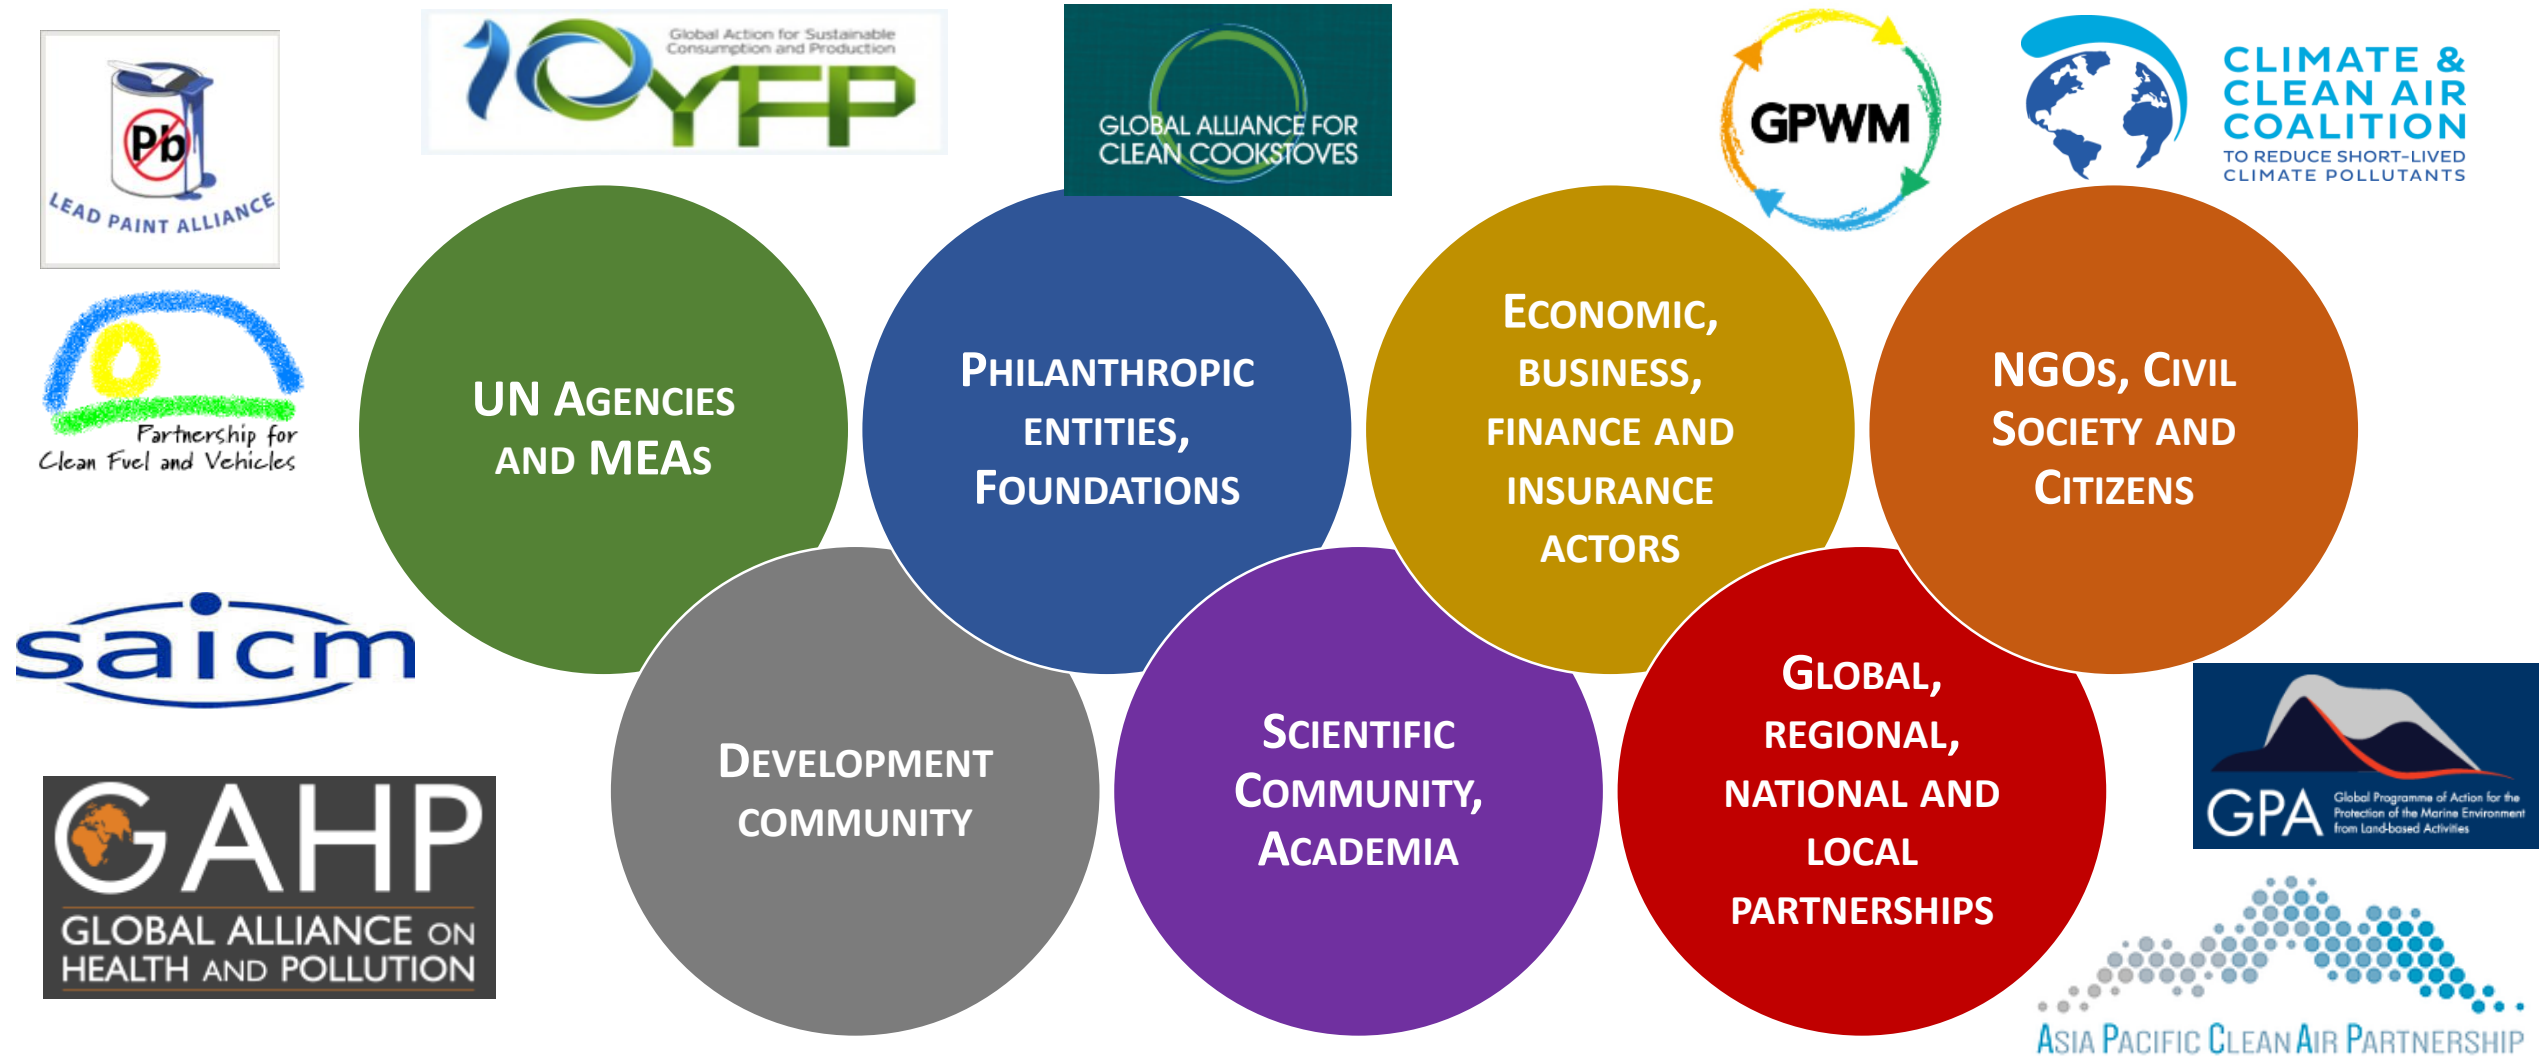 Pb
LEAD PAINT ALLIANCE
Global Action for Sustainable
Consumption and Production
10YFP
GLOBAL ALLIANCE FOR
CLEAN COOKSTOVES
GPWM
CLIMATE &
CLEAN AIR
COALITION
TO REDUCE SHORT-LIVED
CLIMATE POLLUTANTS
Partnership for
Clean Fuel and Vehicles
saicm
GAHP
GLOBAL ALLIANCE ON
HEALTH AND POLLUTION
UN AGENCIES
AND MEAS
DEVELOPMENT
COMMUNITY
PHILANTHROPIC
ENTITIES,
FOUNDATIONS
SCIENTIFIC
COMMUNITY,
ACADEMIA
ECONOMIC,
BUSINESS,
FINANCE AND
INSURANCE
ACTORS
GLOBAL,
REGIONAL,
NATIONAL AND
LOCAL
PARTNERSHIPS
NGOS, CIVIL
SOCIETY AND
CITIZENS
GPA
Global Programme of Action for the
Protection of the Marine Environment
from Land-based Activities
ASIA PACIFIC CLEAN AIR PARTNERSHIP